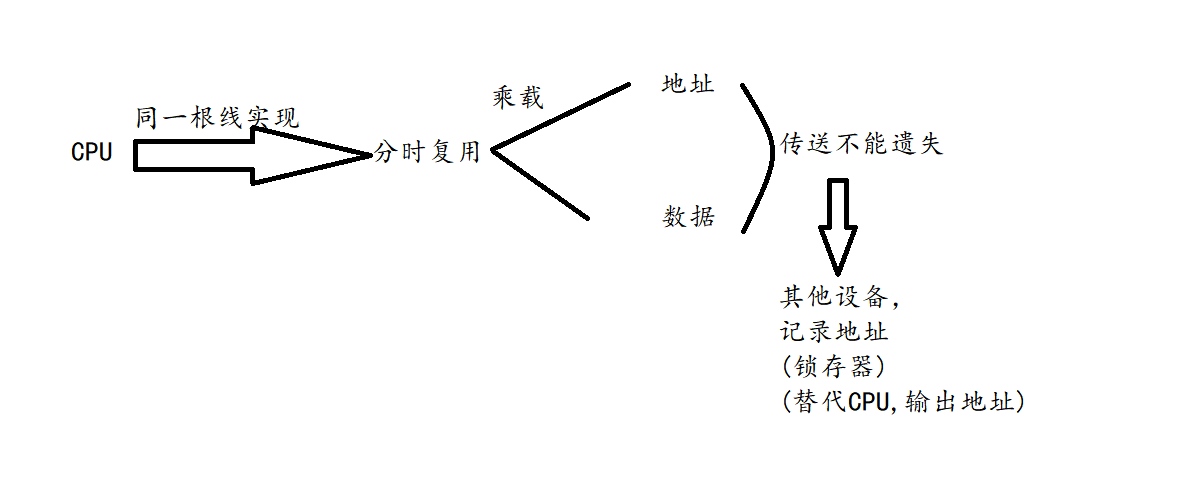 同一根线实现
CPU
分时复用
乘载
地址
数据
传送不能遗失
其他设备，
记录地址
(锁存器)
(替代CPU,输出地址)